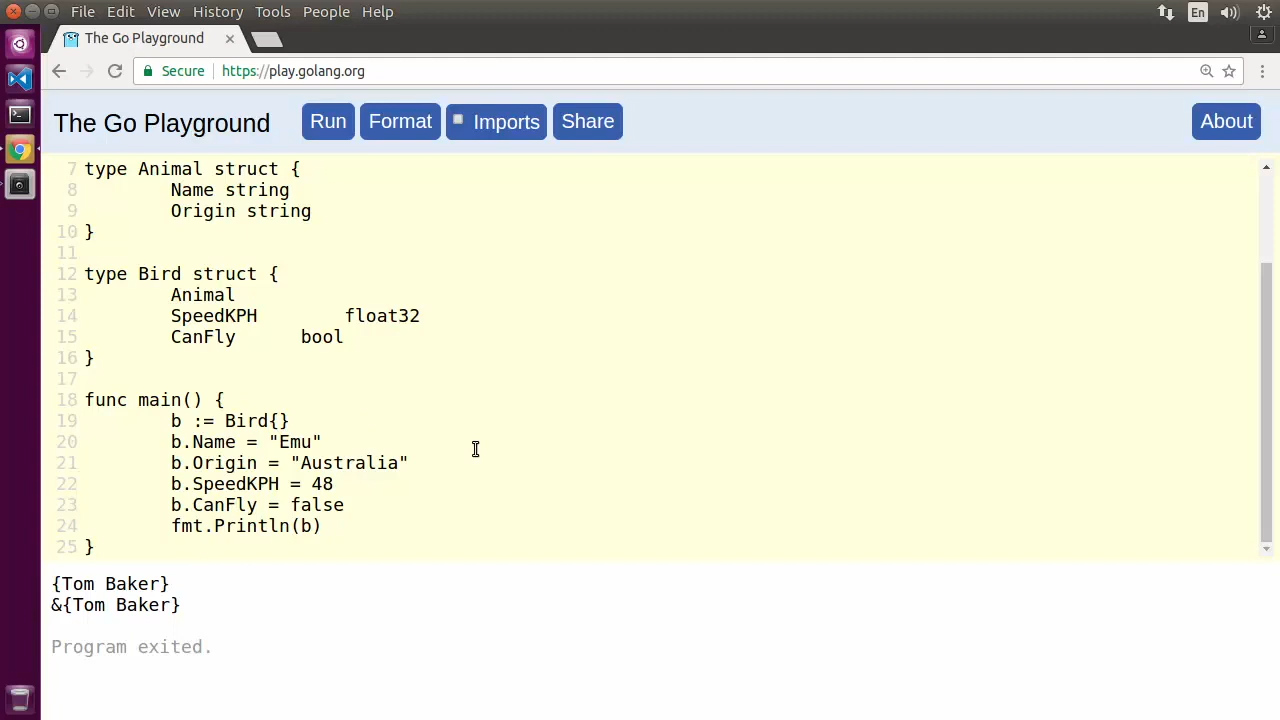 File Edit View History Tools People Help
En
The Go Playground
Secure https://play.golang.org
The Go Playground Run Format Imports Share About
7 type Animal struct {
8 Name string
9 Origin string
10 }
11
12 type Bird struct {
13 Animal
14 SpeedKPH float32
15 CanFly bool
16 }
17
18 func main() {
19 b := Bird{}
20 b.Name = "Emu"
21 b.Origin = "Australia"
22 b.SpeedKPH = 48
23 b.CanFly = false
24 fmt.Println(b)
25 }
{Tom Baker}
&{Tom Baker}
Program exited.